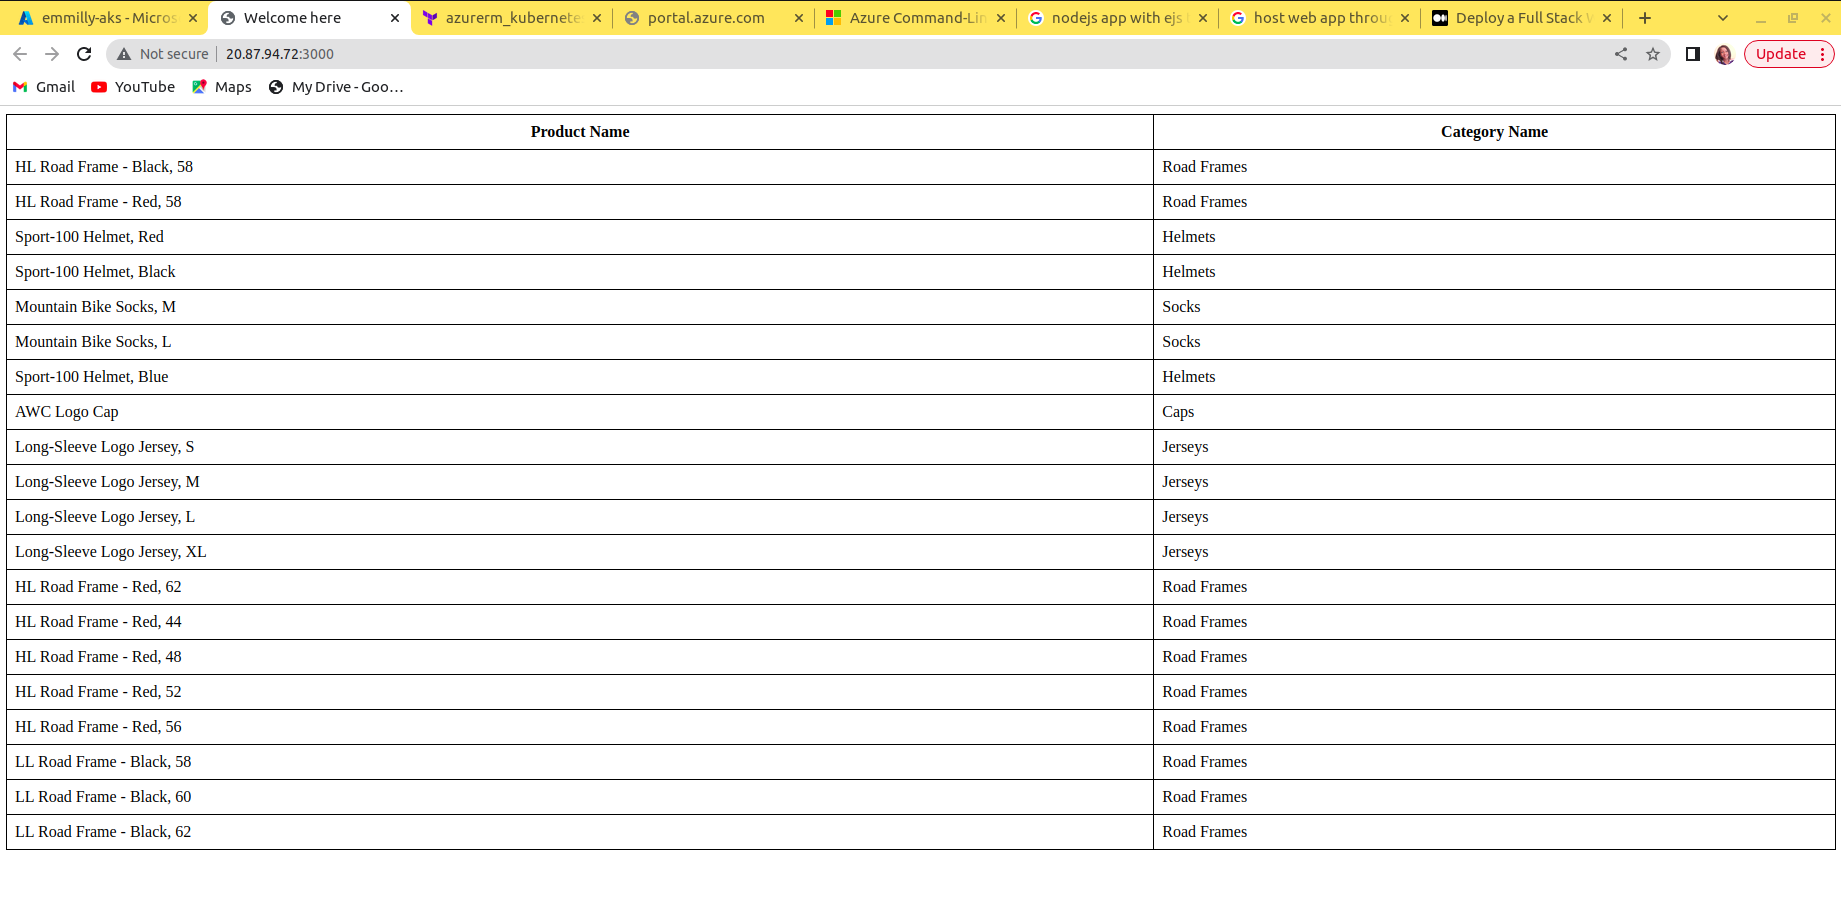 emmilly-aks - Micros
Welcome here
azurerm_kubernete
portal.azure.com
Azure Command-Lin
nodejs app with ejs
host web app throu
Deploy a Full Stack W
Not secure 20.87.94.72:3000 Update
Gmail YouTube Maps My Drive - Goo...
Product Name Category Name
HL Road Frame - Black, 58 Road Frames
HL Road Frame - Red, 58 Road Frames
Sport-100 Helmet, Red Helmets
Sport-100 Helmet, Black Helmets
Mountain Bike Socks, M Socks
Mountain Bike Socks, L Socks
Sport-100 Helmet, Blue Helmets
AWC Logo Cap Caps
Long-Sleeve Logo Jersey, S Jerseys
Long-Sleeve Logo Jersey, M Jerseys
Long-Sleeve Logo Jersey, L Jerseys
Long-Sleeve Logo Jersey, XL Jerseys
HL Road Frame - Red, 62 Road Frames
HL Road Frame - Red, 44 Road Frames
HL Road Frame - Red, 48 Road Frames
HL Road Frame - Red, 52 Road Frames
HL Road Frame - Red, 56 Road Frames
LL Road Frame - Black, 58 Road Frames
LL Road Frame - Black, 60 Road Frames
LL Road Frame - Black, 62 Road Frames